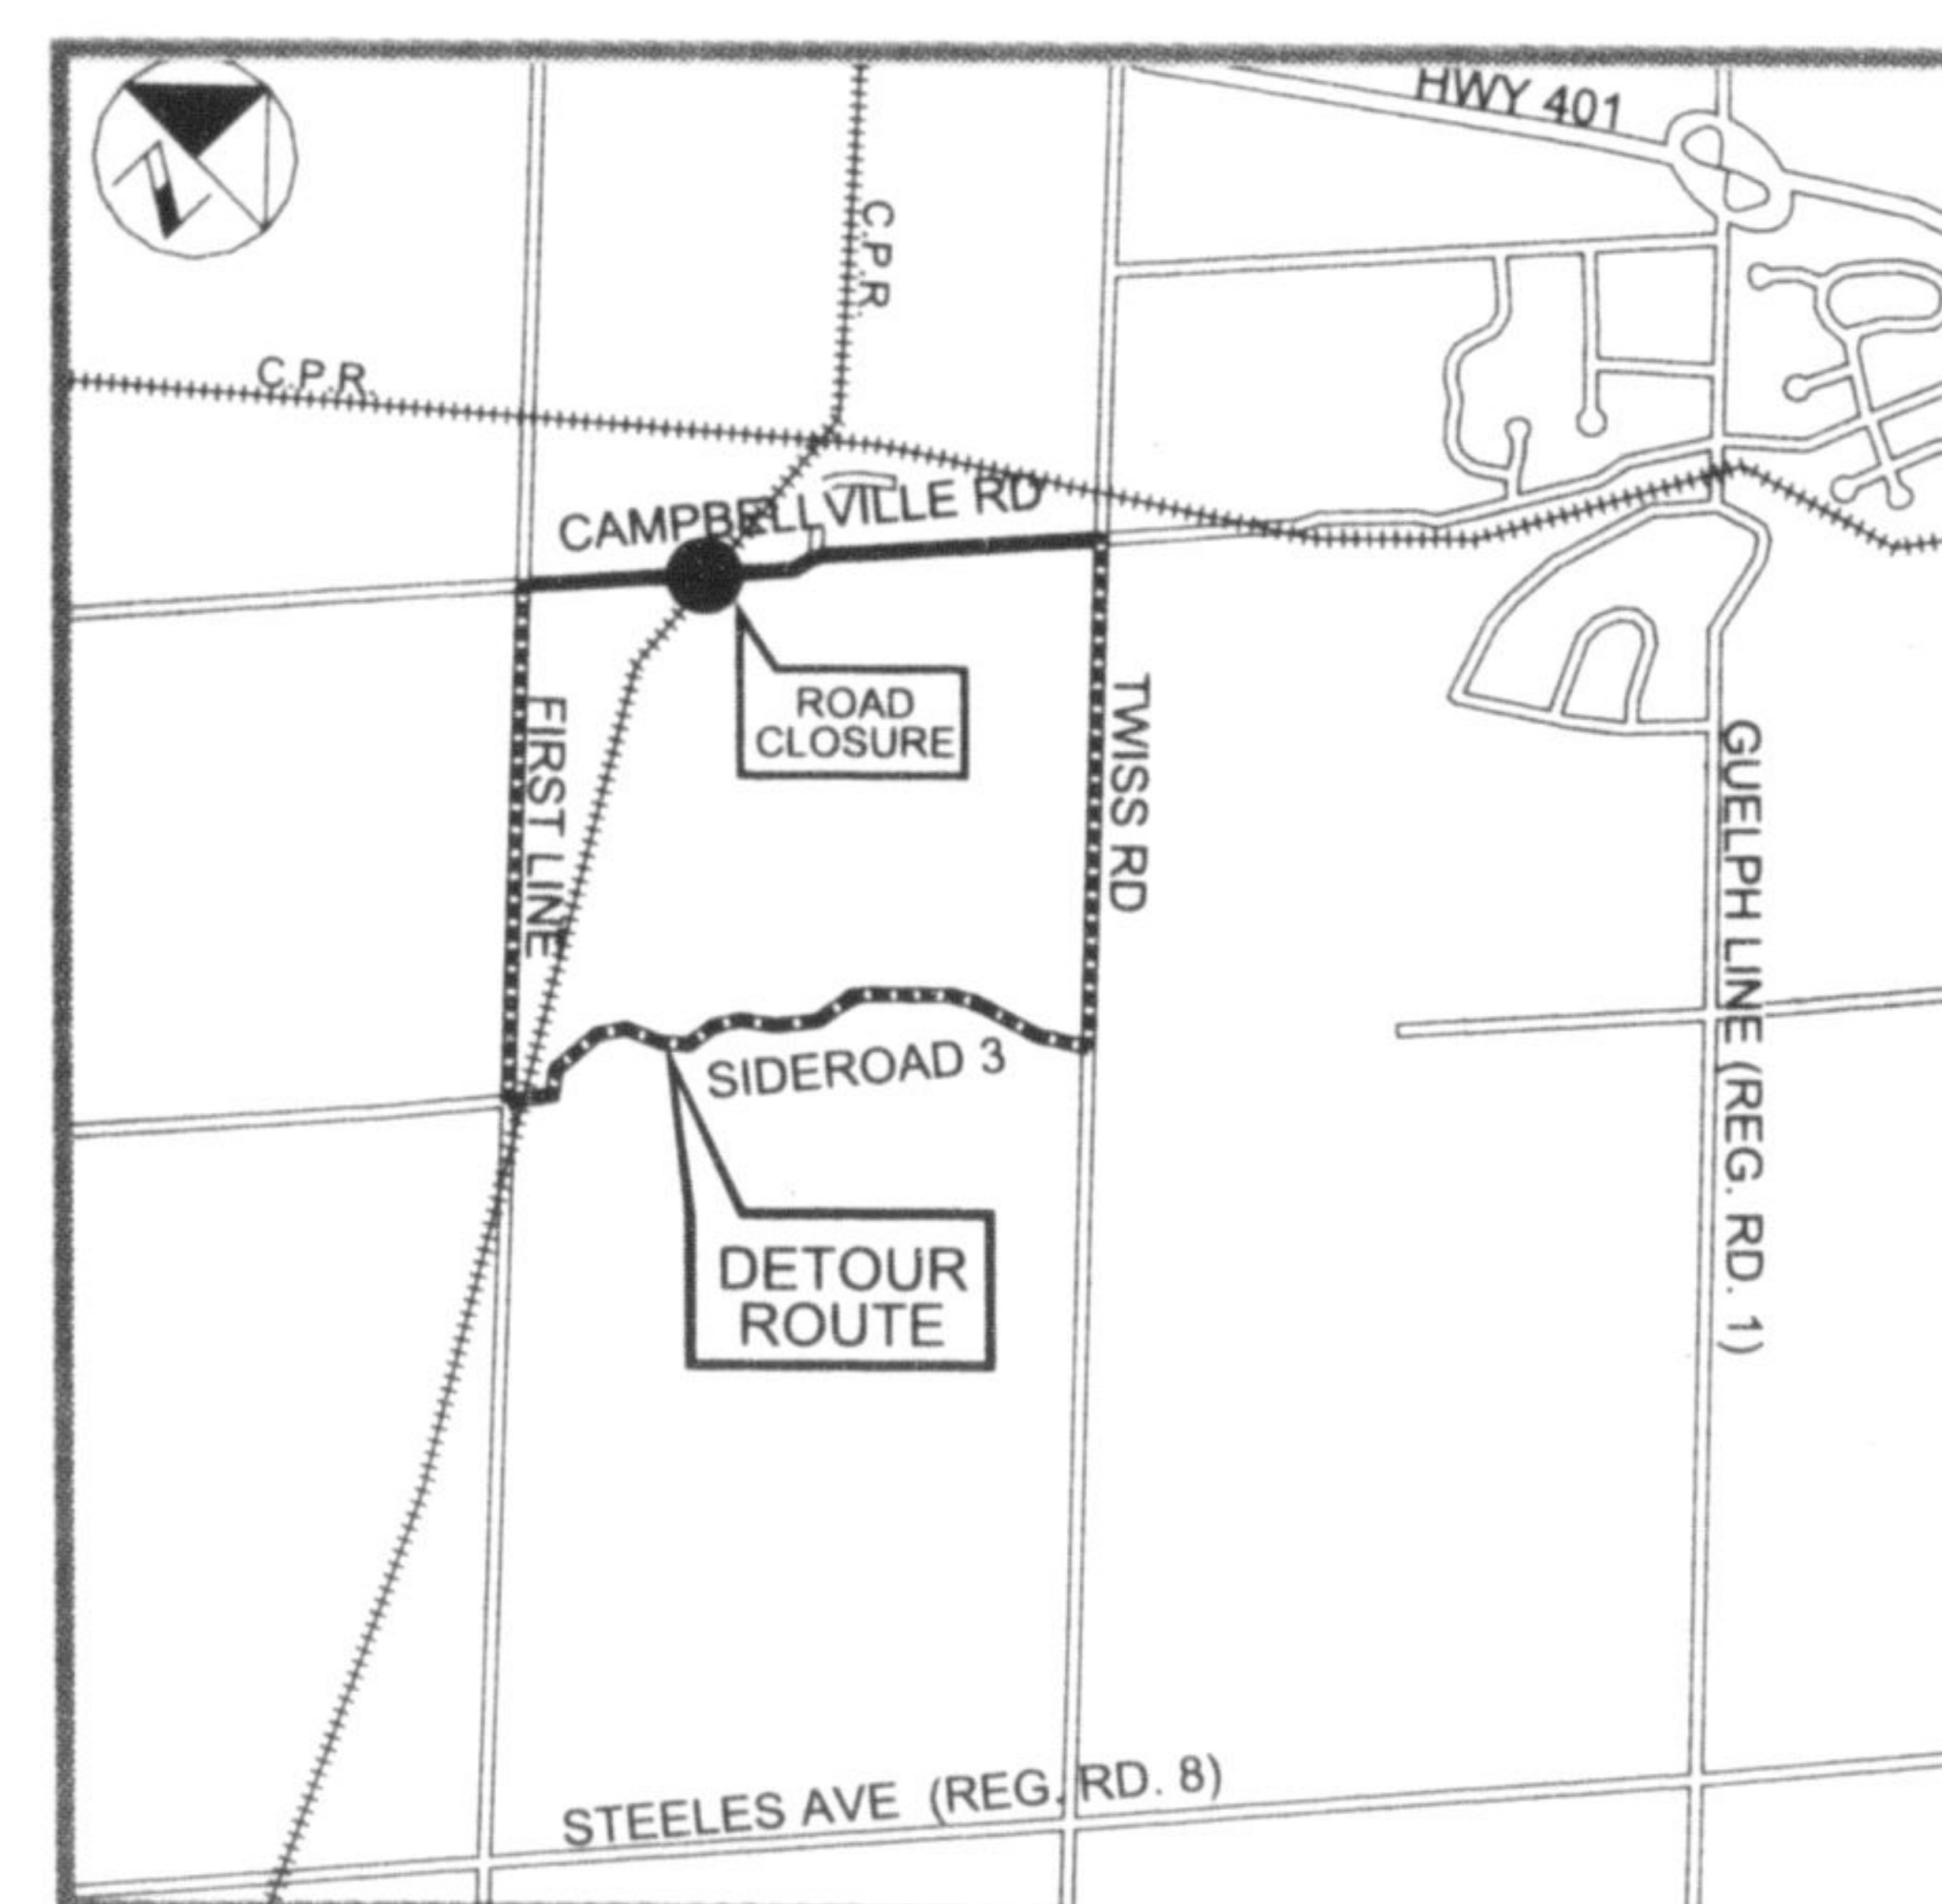 HWY 401
C.P.R.
C.P.R.
CAMPBELLVILLE RD
ROAD
CLOSURE
FIRST LINE
TWISS RD
GUELPH LINE (REG. RD. 1)
SIDEROAD 3
DETOUR
ROUTE
STEELES AVE (REG. RD. 8)